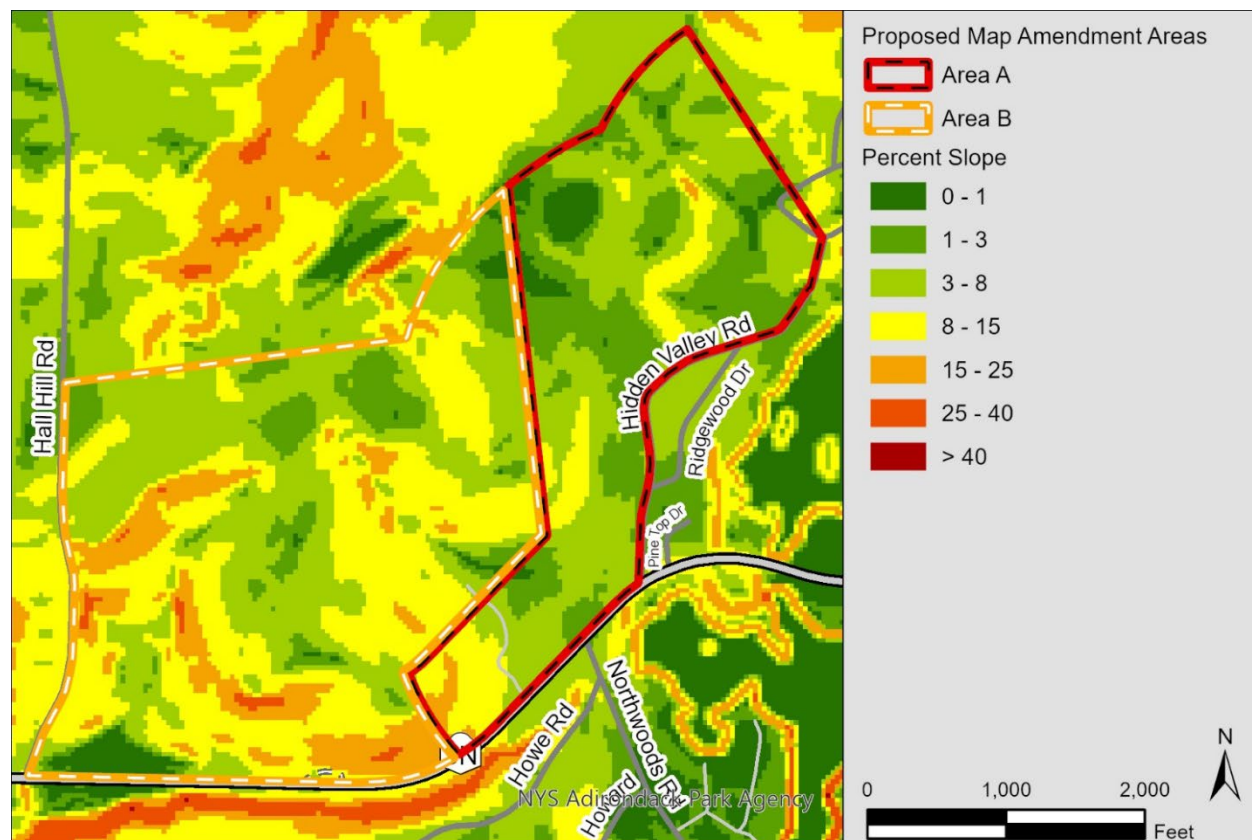 Hall Hill Rd
Hidden Valley Rd
Ridgewood Dr
Pine Top Dr
N
Howe Rd
Northwoods Rd
Howard
NYS Adirondack Park Agency
Proposed Map Amendment Areas
Area A
Area B
Percent Slope
0 - 1
1 - 3
3 - 8
8 - 15
15 - 25
25 - 40
> 40
N
0 1,000 2,000
Feet